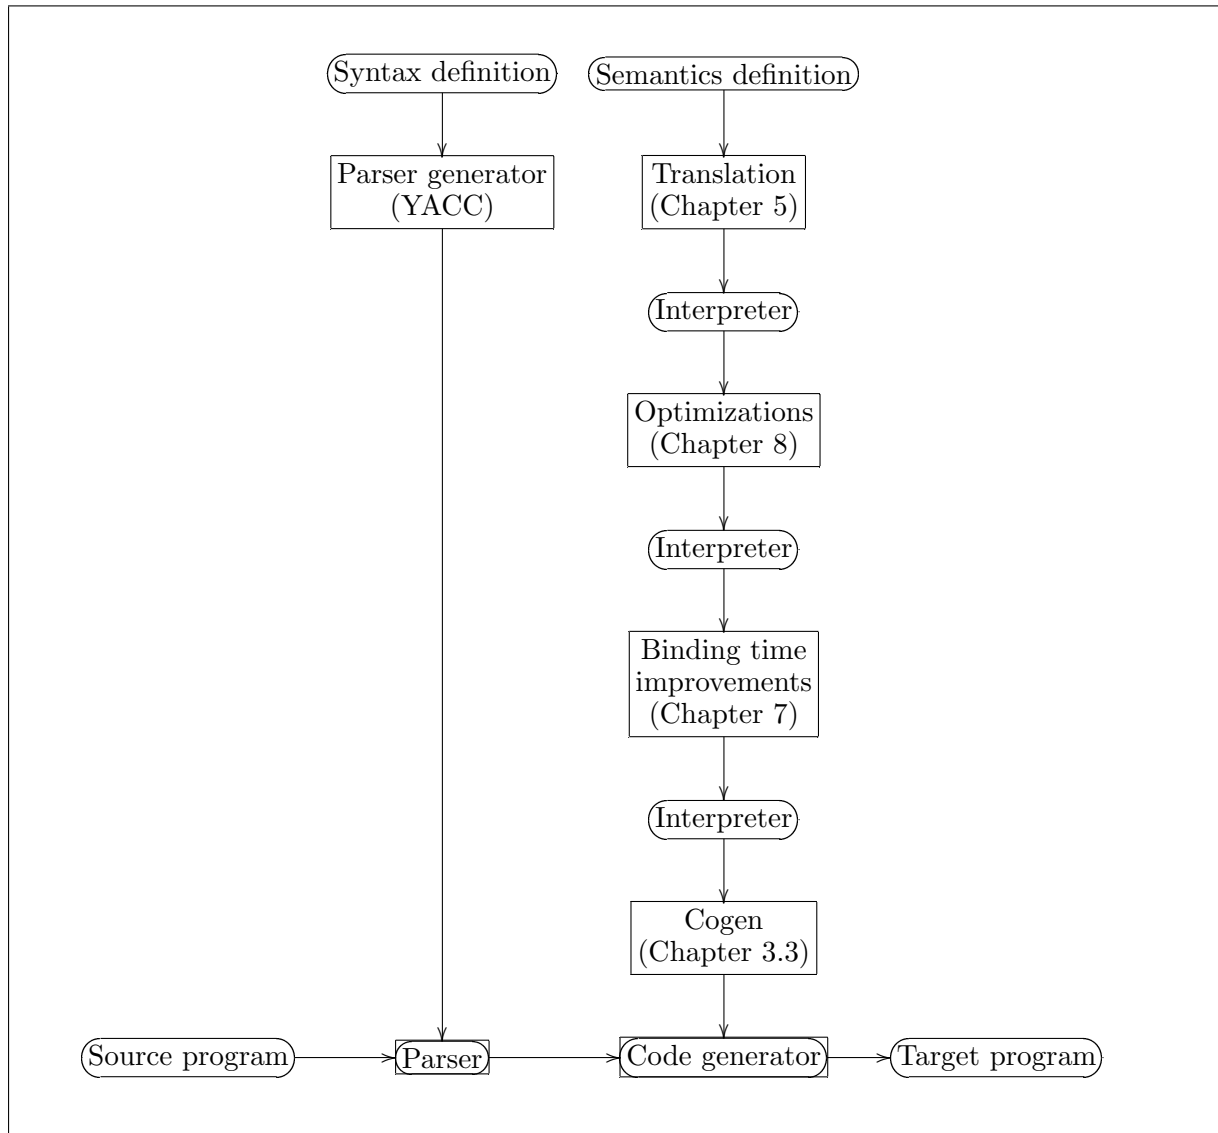 Syntax definition
Semantics definition
Parser generator
(YACC)
Translation
(Chapter 5)
Interpreter
Optimizations
(Chapter 8)
Interpreter
Binding time
improvements
(Chapter 7)
Interpreter
Cogen
(Chapter 3.3)
Source program
Parser
Code generator
Target program